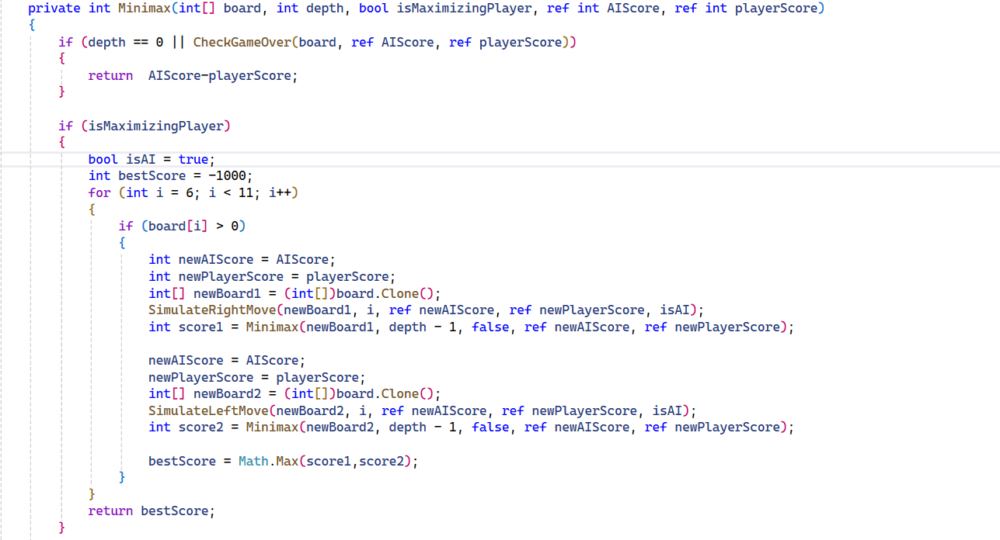 private int Minimax(int[] board, int depth, bool isMaximizingPlayer, ref int AIScore, ref int playerScore)
{
if (depth == 0 || CheckGameOver(board, ref AIScore, ref playerScore))
{
return  AIScore-playerScore;
}
if (isMaximizingPlayer)
{
bool isAI = true;
int bestScore = -1000;
for (int i = 6; i < 11; i++)
{
if (board[i] > 0)
{
int newAIScore = AIScore;
int newPlayerScore = playerScore;
int[] newBoard1 = (int[])board.Clone();
SimulateRightMove(newBoard1, i, ref newAIScore, ref newPlayerScore, isAI);
int score1 = Minimax(newBoard1, depth - 1, false, ref newAIScore, ref newPlayerScore);
newAIScore = AIScore;
newPlayerScore = playerScore;
int[] newBoard2 = (int[])board.Clone();
SimulateLeftMove(newBoard2, i, ref newAIScore, ref newPlayerScore, isAI);
int score2 = Minimax(newBoard2, depth - 1, false, ref newAIScore, ref newPlayerScore);
bestScore = Math.Max(score1,score2);
}
}
return bestScore;
}